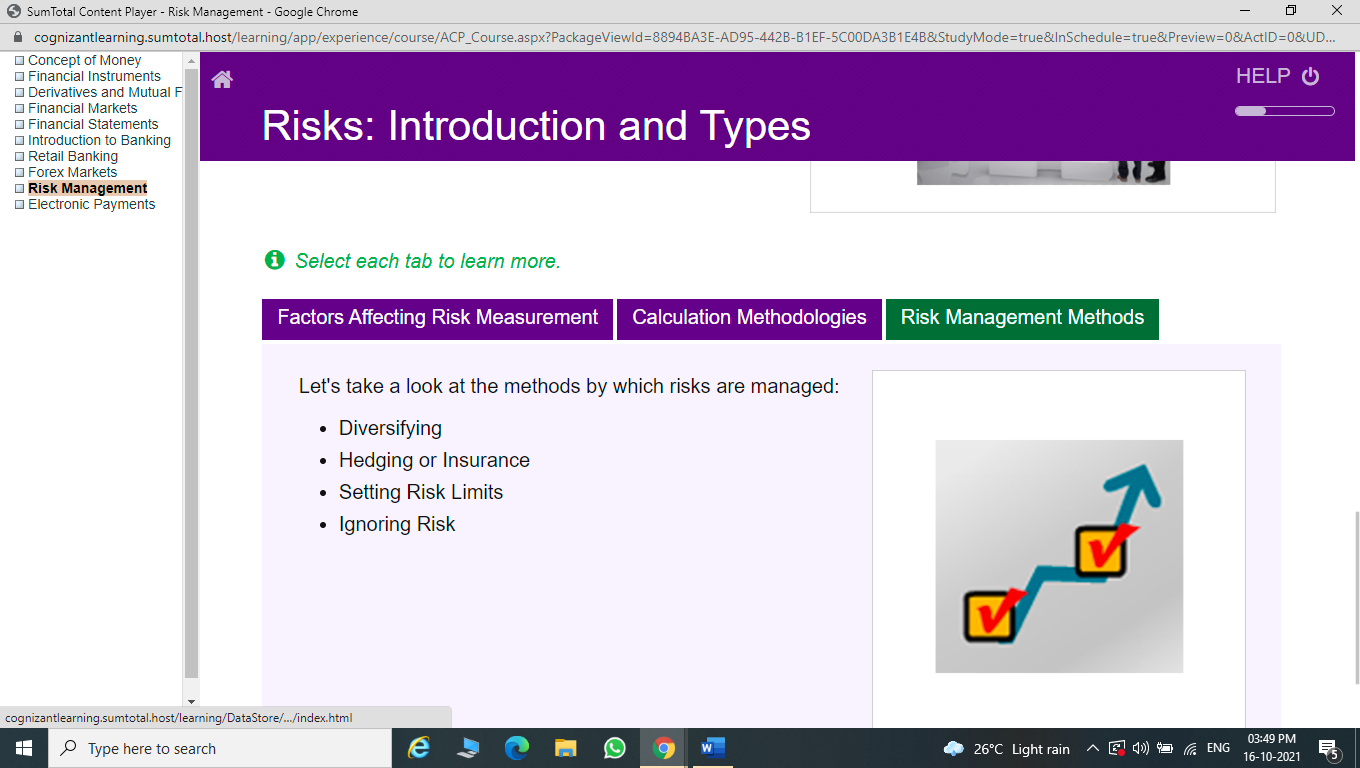 SumTotal Content Player - Risk Management - Google Chrome
cognizantlearning.sumtotal.host/learning/app/experience/course/ACP_Course.aspx?PackageViewId=8894BA3E-AD95-442B-B1EF-5C00DA3B1E4B&StudyMode=true&InSchedule=true&Preview=0&ActID=0&UD...
Concept of Money
Financial Instruments
Derivatives and Mutual F
Financial Markets
Financial Statements
Introduction to Banking
Retail Banking
Forex Markets
Risk Management
Electronic Payments
HELP
Risks: Introduction and Types
Select each tab to learn more.
Factors Affecting Risk Measurement
Calculation Methodologies
Risk Management Methods
Let's take a look at the methods by which risks are managed:
• Diversifying
• Hedging or Insurance
• Setting Risk Limits
• Ignoring Risk
cognizantlearning.sumtotal.host/learning/DataStore/.../index.html
Type here to search
26°C Light rain
ENG
03:49 PM
16-10-2021
5